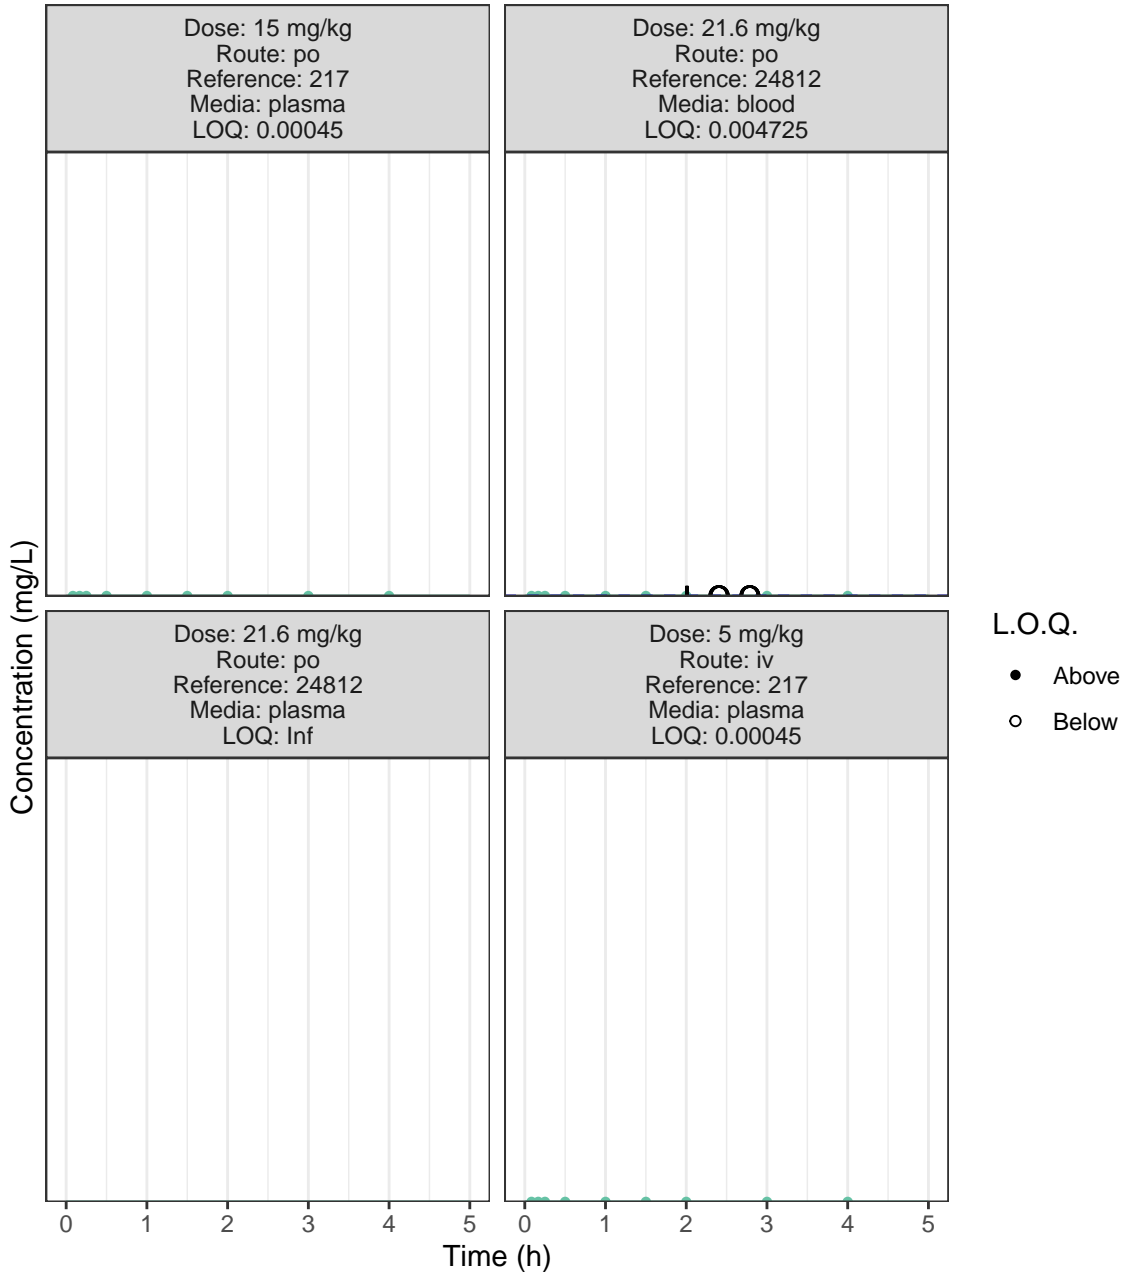 Dose: 15 mg/kg
Route: po
Reference: 217
Media: plasma
LOQ: 0.00045
Dose: 21.6 mg/kg
Route: po
Reference: 24812
Media: blood
LOQ: 0.004725
Dose: 21.6 mg/kg
Route: po
Reference: 24812
Media: plasma
LOQ: Inf
Dose: 5 mg/kg
Route: iv
Reference: 217
Media: plasma
LOQ: 0.00045
Concentration (mg/L)
0 1 2 3 4 5
0 1 2 3 4 5
Time (h)
L.O.Q.
Above
Below